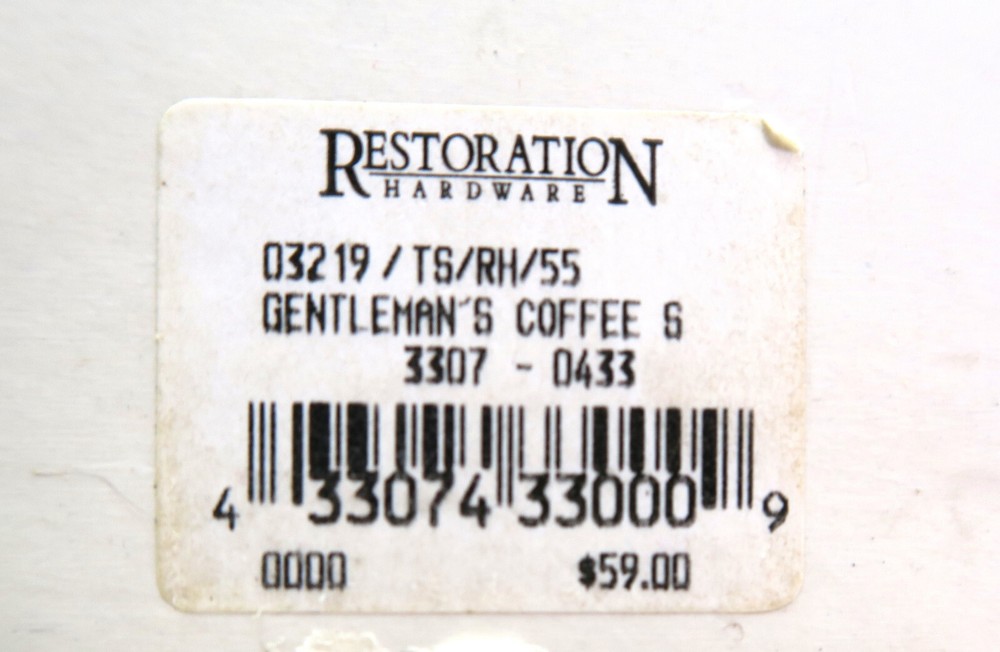 RESTORATION
HARDWARE
03219 / TS/RH/55
GENTLEMAN'S COFFEE S
3307 - 0433
4 33074 33000 9
0000 $59.00